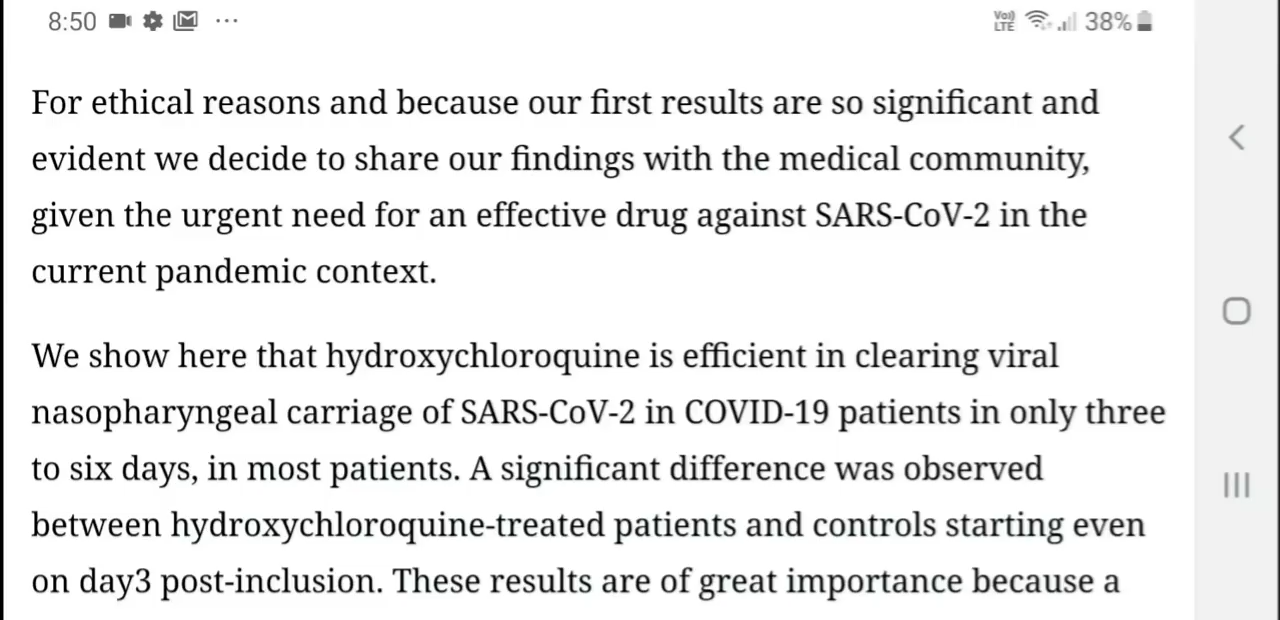 8:50 ...
Vo)) LTE 38%
For ethical reasons and because our first results are so significant and
evident we decide to share our findings with the medical community,
given the urgent need for an effective drug against SARS-CoV-2 in the
current pandemic context.
We show here that hydroxychloroquine is efficient in clearing viral
nasopharyngeal carriage of SARS-CoV-2 in COVID-19 patients in only three
to six days, in most patients. A significant difference was observed
between hydroxychloroquine-treated patients and controls starting even
on day3 post-inclusion. These results are of great importance because a